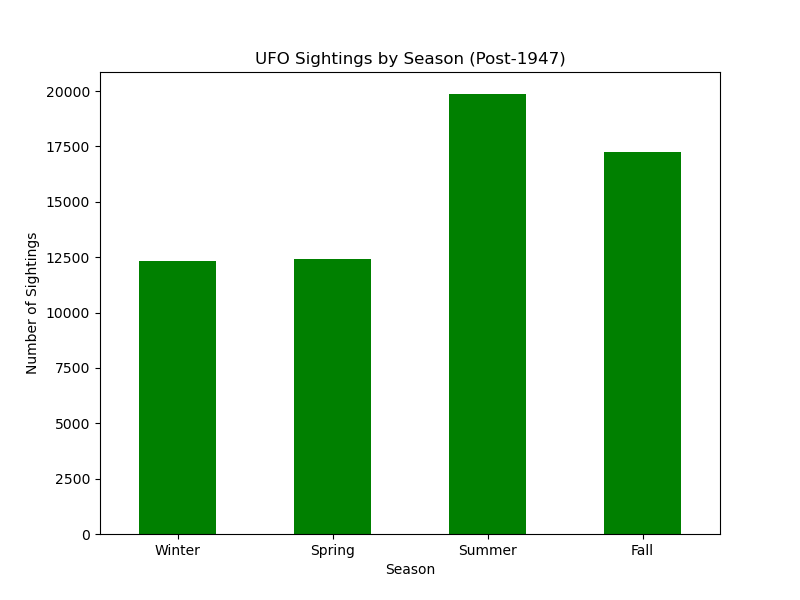 UFO Sightings by Season (Post-1947)
20000
17500
15000
12500
10000
7500
5000
2500
0
Number of Sightings
Winter Spring Summer Fall
Season